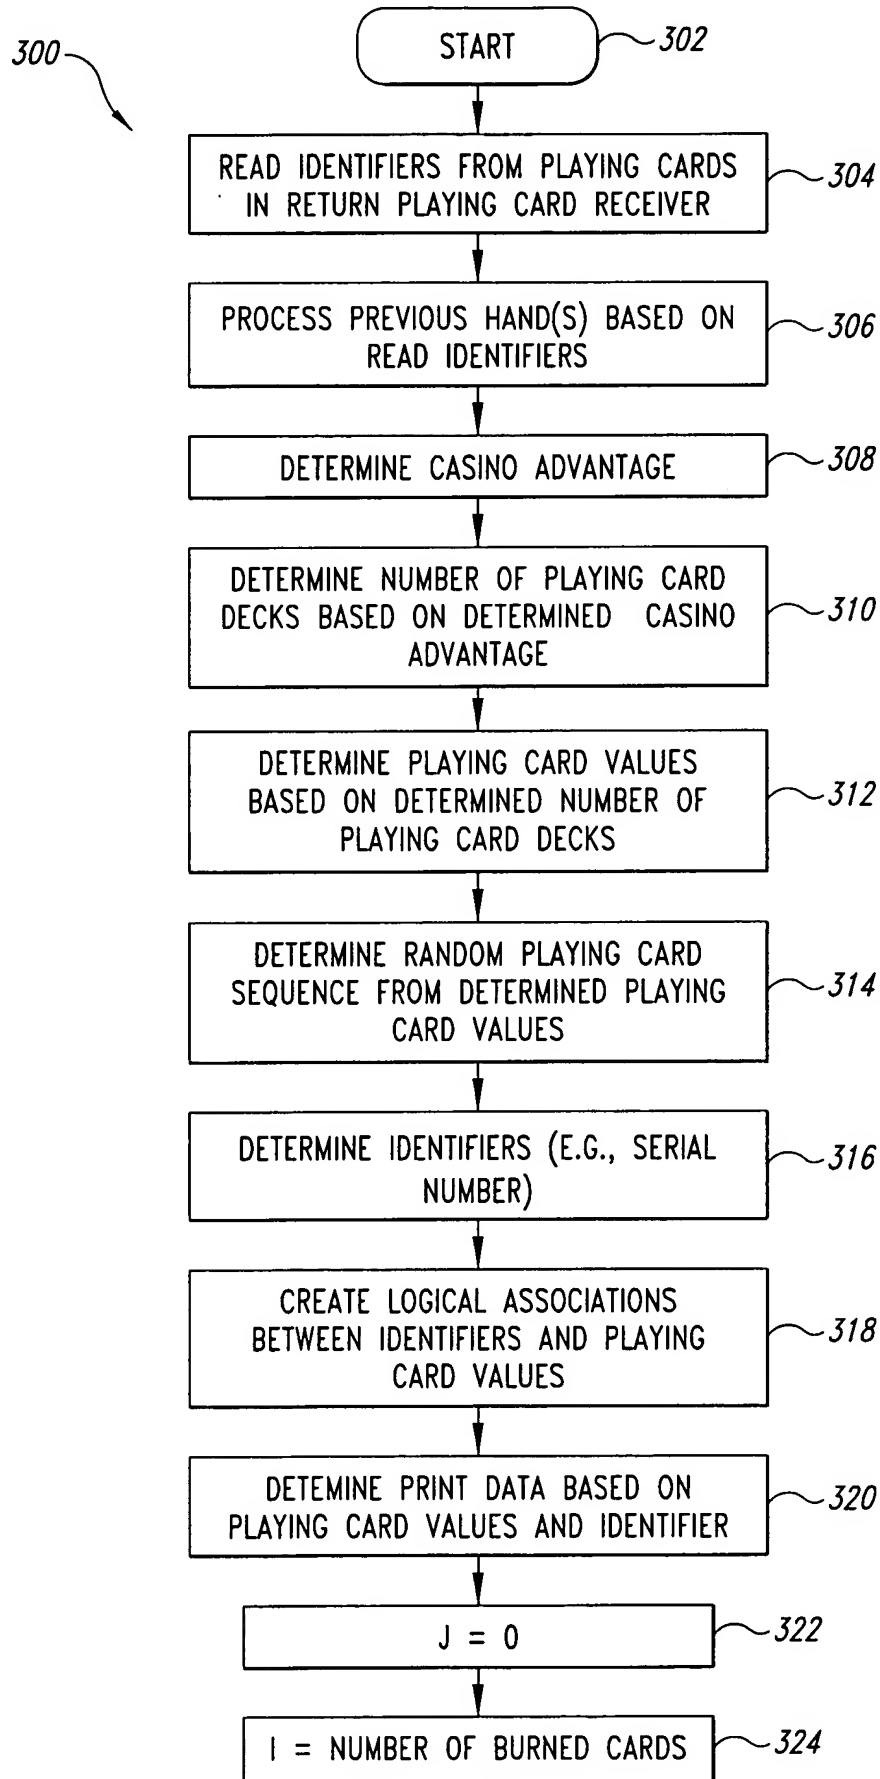 300
START
302
READ IDENTIFIERS FROM PLAYING CARDS
IN RETURN PLAYING CARD RECEIVER
304
PROCESS PREVIOUS HAND(S) BASED ON
READ IDENTIFIERS
306
DETERMINE CASINO ADVANTAGE
308
DETERMINE NUMBER OF PLAYING CARD
DECKS BASED ON DETERMINED CASINO
ADVANTAGE
310
DETERMINE PLAYING CARD VALUES
BASED ON DETERMINED NUMBER OF
PLAYING CARD DECKS
312
DETERMINE RANDOM PLAYING CARD
SEQUENCE FROM DETERMINED PLAYING
CARD VALUES
314
DETERMINE IDENTIFIERS (E.G., SERIAL
NUMBER)
316
CREATE LOGICAL ASSOCIATIONS
BETWEEN IDENTIFIERS AND PLAYING
CARD VALUES
318
DETEMINE PRINT DATA BASED ON
PLAYING CARD VALUES AND IDENTIFIER
320
J = 0
322
I = NUMBER OF BURNED CARDS
324